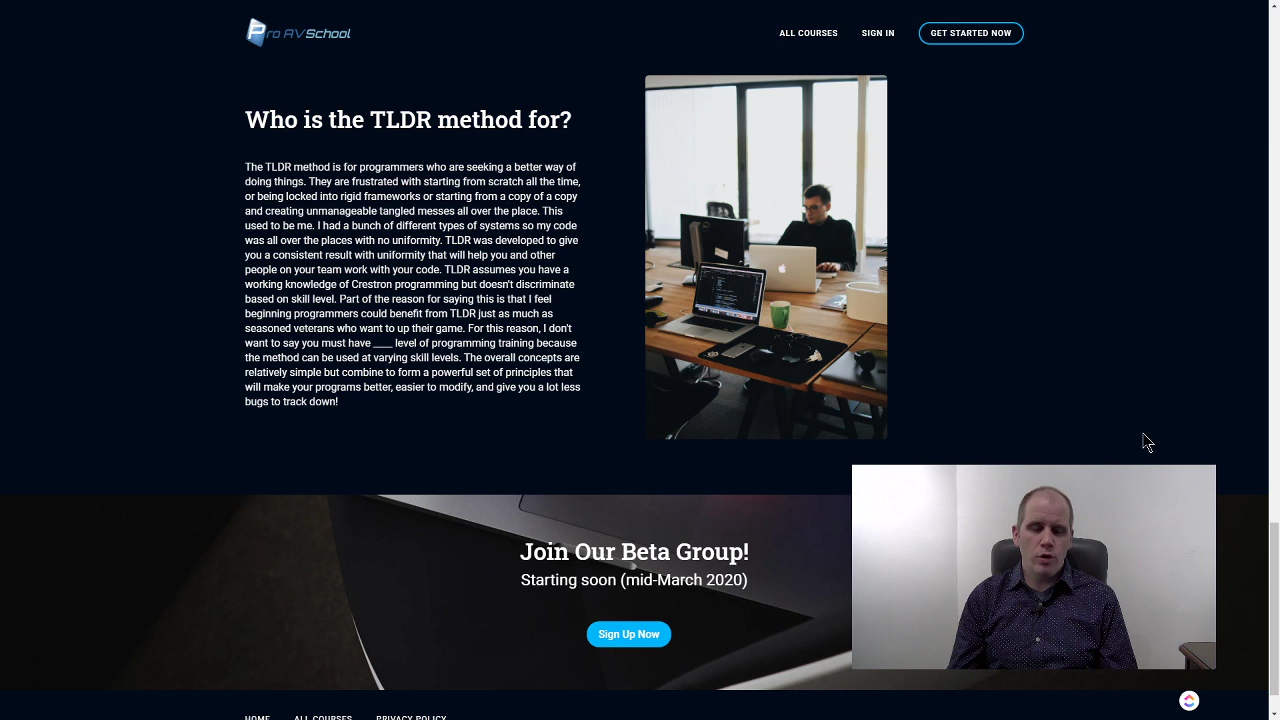 Pro AVSchool
ALL COURSES
SIGN IN
GET STARTED NOW
Who is the TLDR method for?
The TLDR method is for programmers who are seeking a better way of
doing things. They are frustrated with starting from scratch all the time,
or being locked into rigid frameworks or starting from a copy of a copy
and creating unmanageable tangled messes all over the place. This
used to be me. I had a bunch of different types of systems so my code
was all over the places with no uniformity. TLDR was developed to give
you a consistent result with uniformity that will help you and other
people on your team work with your code. TLDR assumes you have a
working knowledge of Crestron programming but doesn't discriminate
based on skill level. Part of the reason for saying this is that I feel
beginning programmers could benefit from TLDR just as much as
seasoned veterans who want to up their game. For this reason, I don't
want to say you must have ____ level of programming training because
the method can be used at varying skill levels. The overall concepts are
relatively simple but combine to form a powerful set of principles that
will make your programs better, easier to modify, and give you a lot less
bugs to track down!
Join Our Beta Group!
Starting soon (mid-March 2020)
Sign Up Now
HOME
ALL COURSES
PRIVACY POLICY